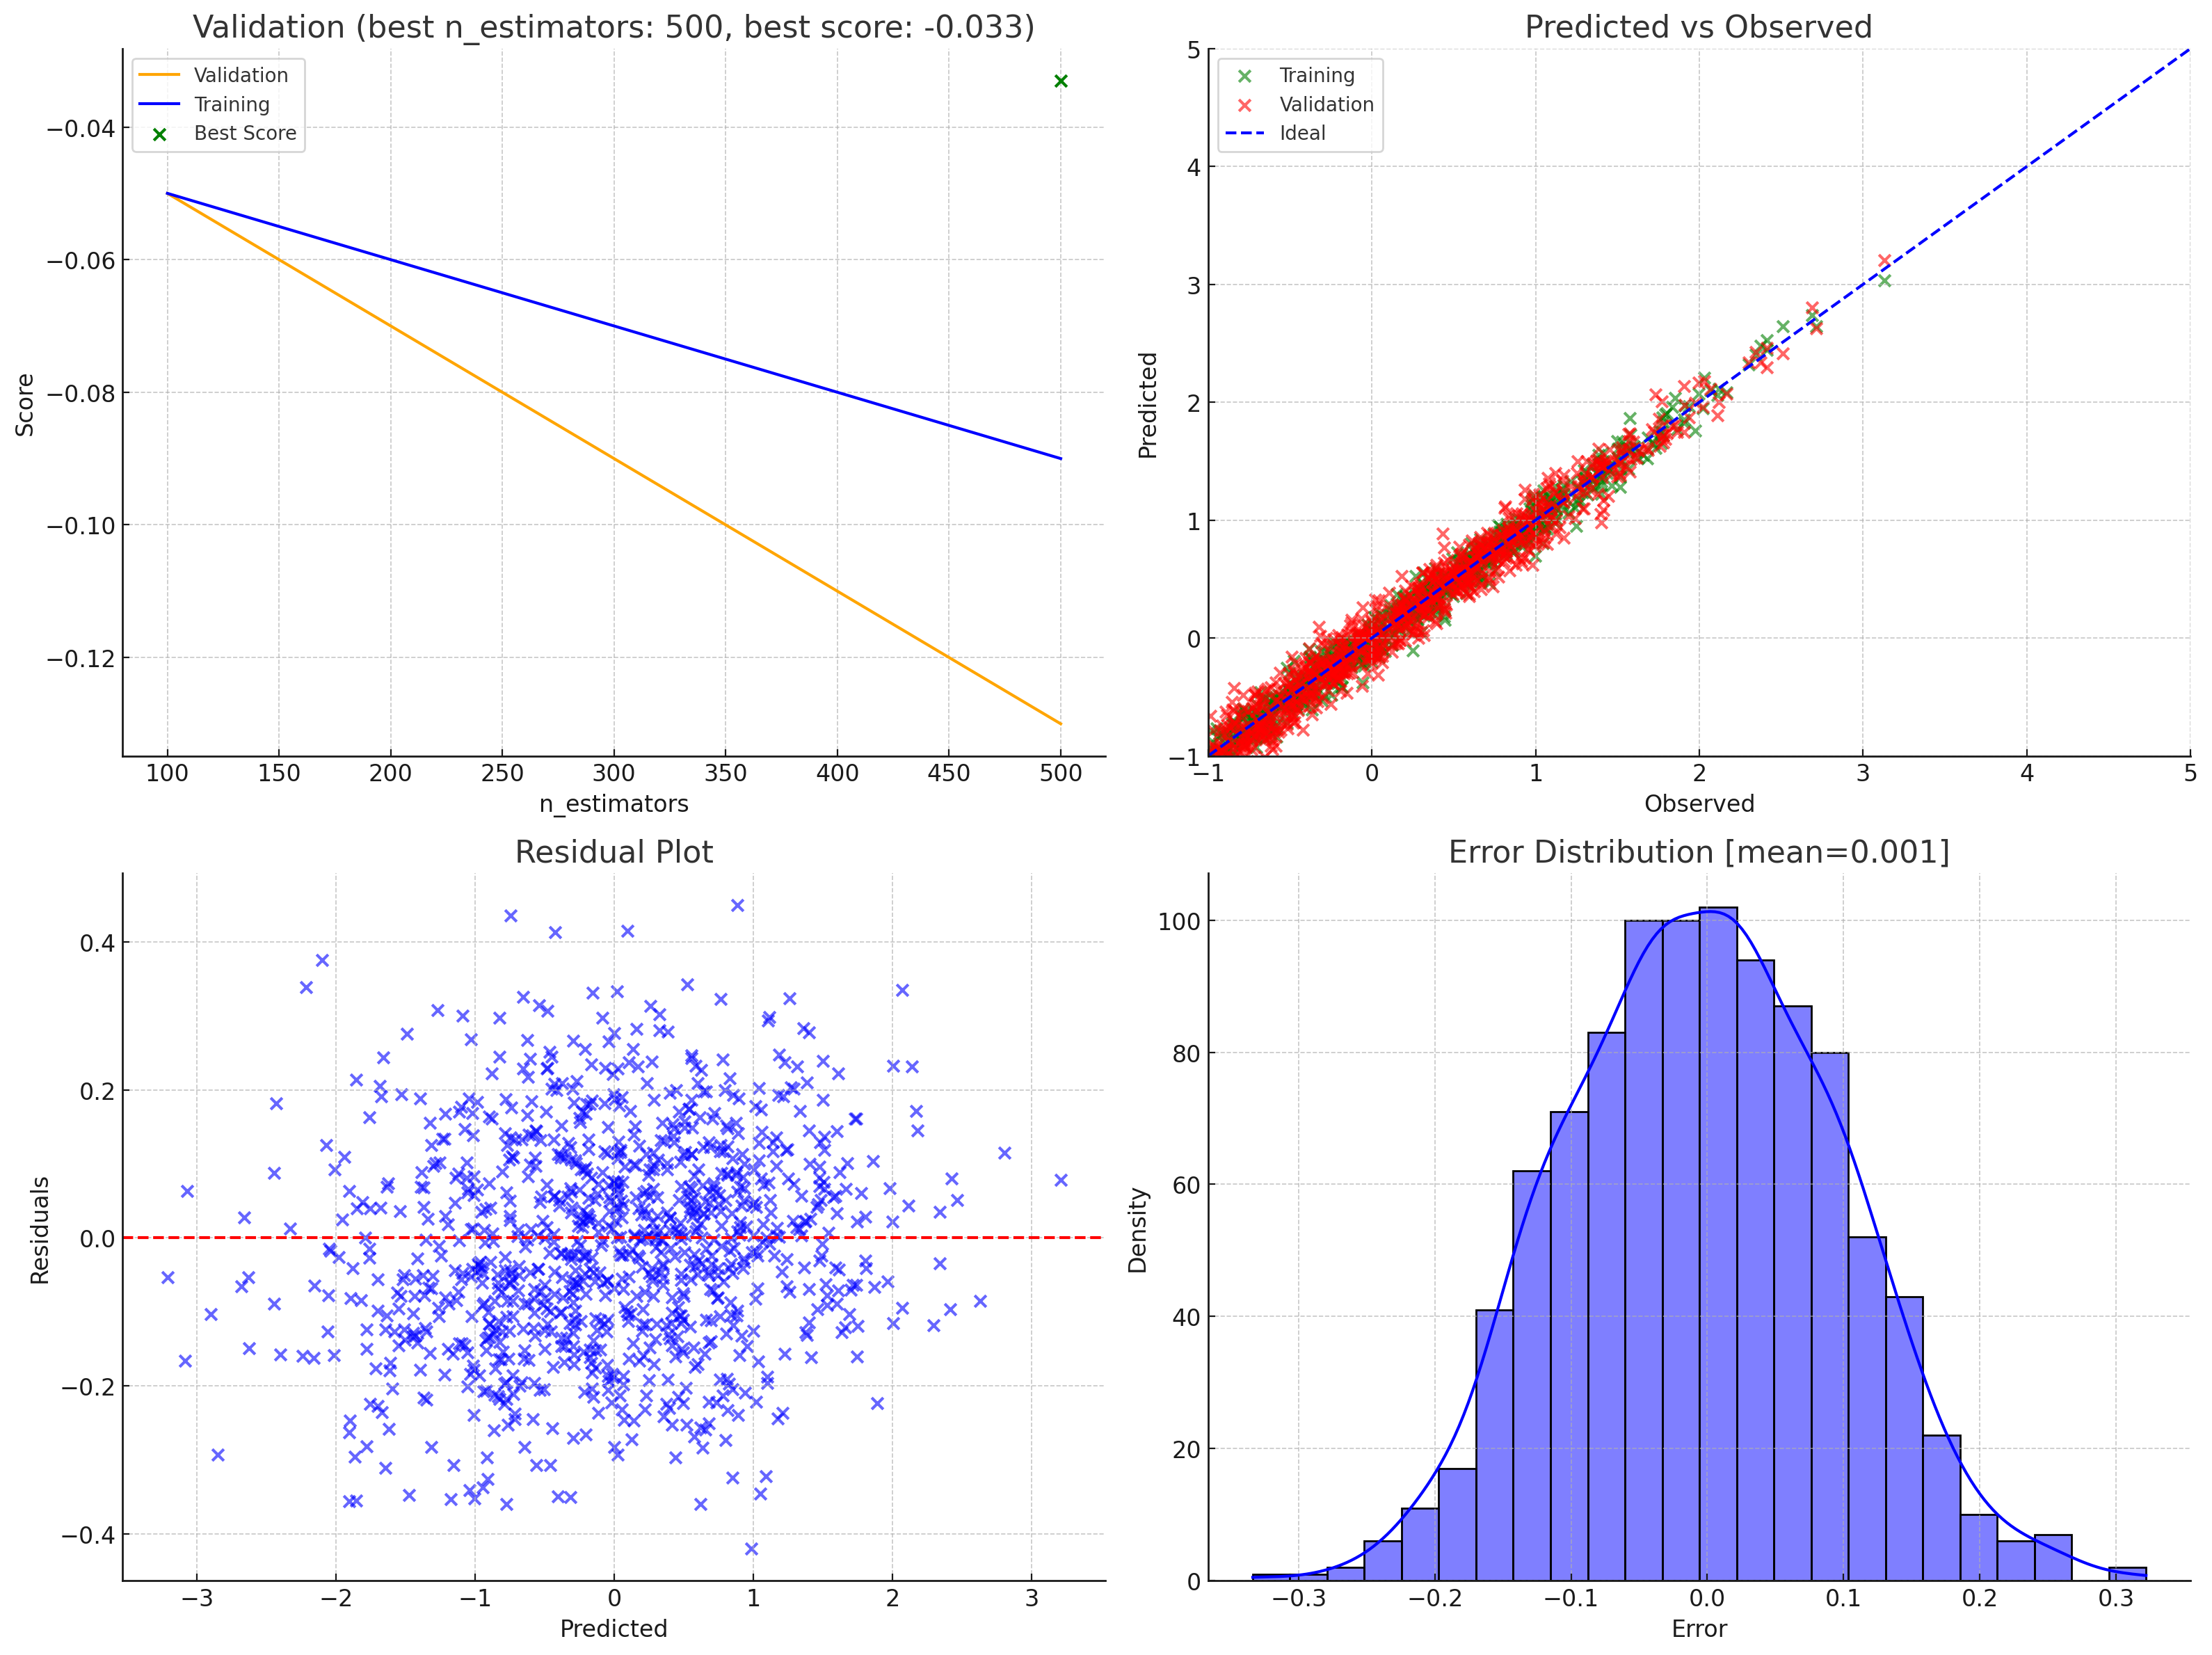 Validation (best n_estimators: 500, best score: -0.033)
Validation
Training
Best Score
−0.04
−0.06
−0.08
−0.10
−0.12
Score
100 150 200 250 300 350 400 450 500
n_estimators
Predicted vs Observed
Training
Validation
Ideal
5
4
3
2
1
0
−1
Predicted
−1 0 1 2 3 4 5
Observed
Residual Plot
0.4
0.2
0.0
−0.2
−0.4
Residuals
−3 −2 −1 0 1 2 3
Predicted
Error Distribution [mean=0.001]
100
80
60
40
20
0
Density
−0.3 −0.2 −0.1 0.0 0.1 0.2 0.3
Error